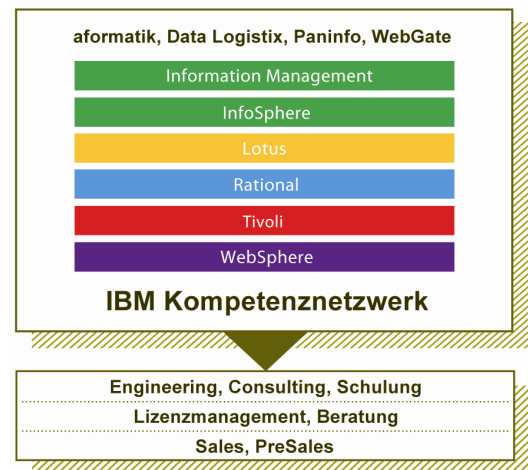 aformatik, Data Logistix, Paninfo, WebGate
Information Management
InfoSphere
Lotus
Rational
Tivoli
WebSphere
IBM Kompetenznetzwerk
Engineering, Consulting, Schulung
Lizenzmanagement, Beratung
Sales, PreSales